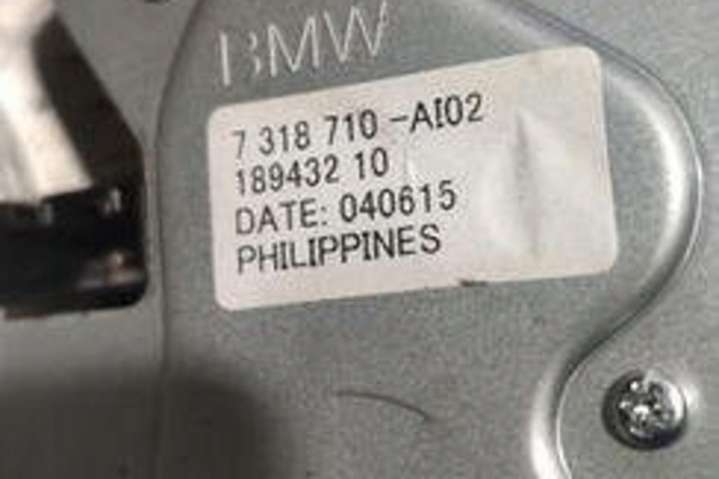 BMW
7 318 710 -AI02
189432 10
DATE: 040615
PHILIPPINES